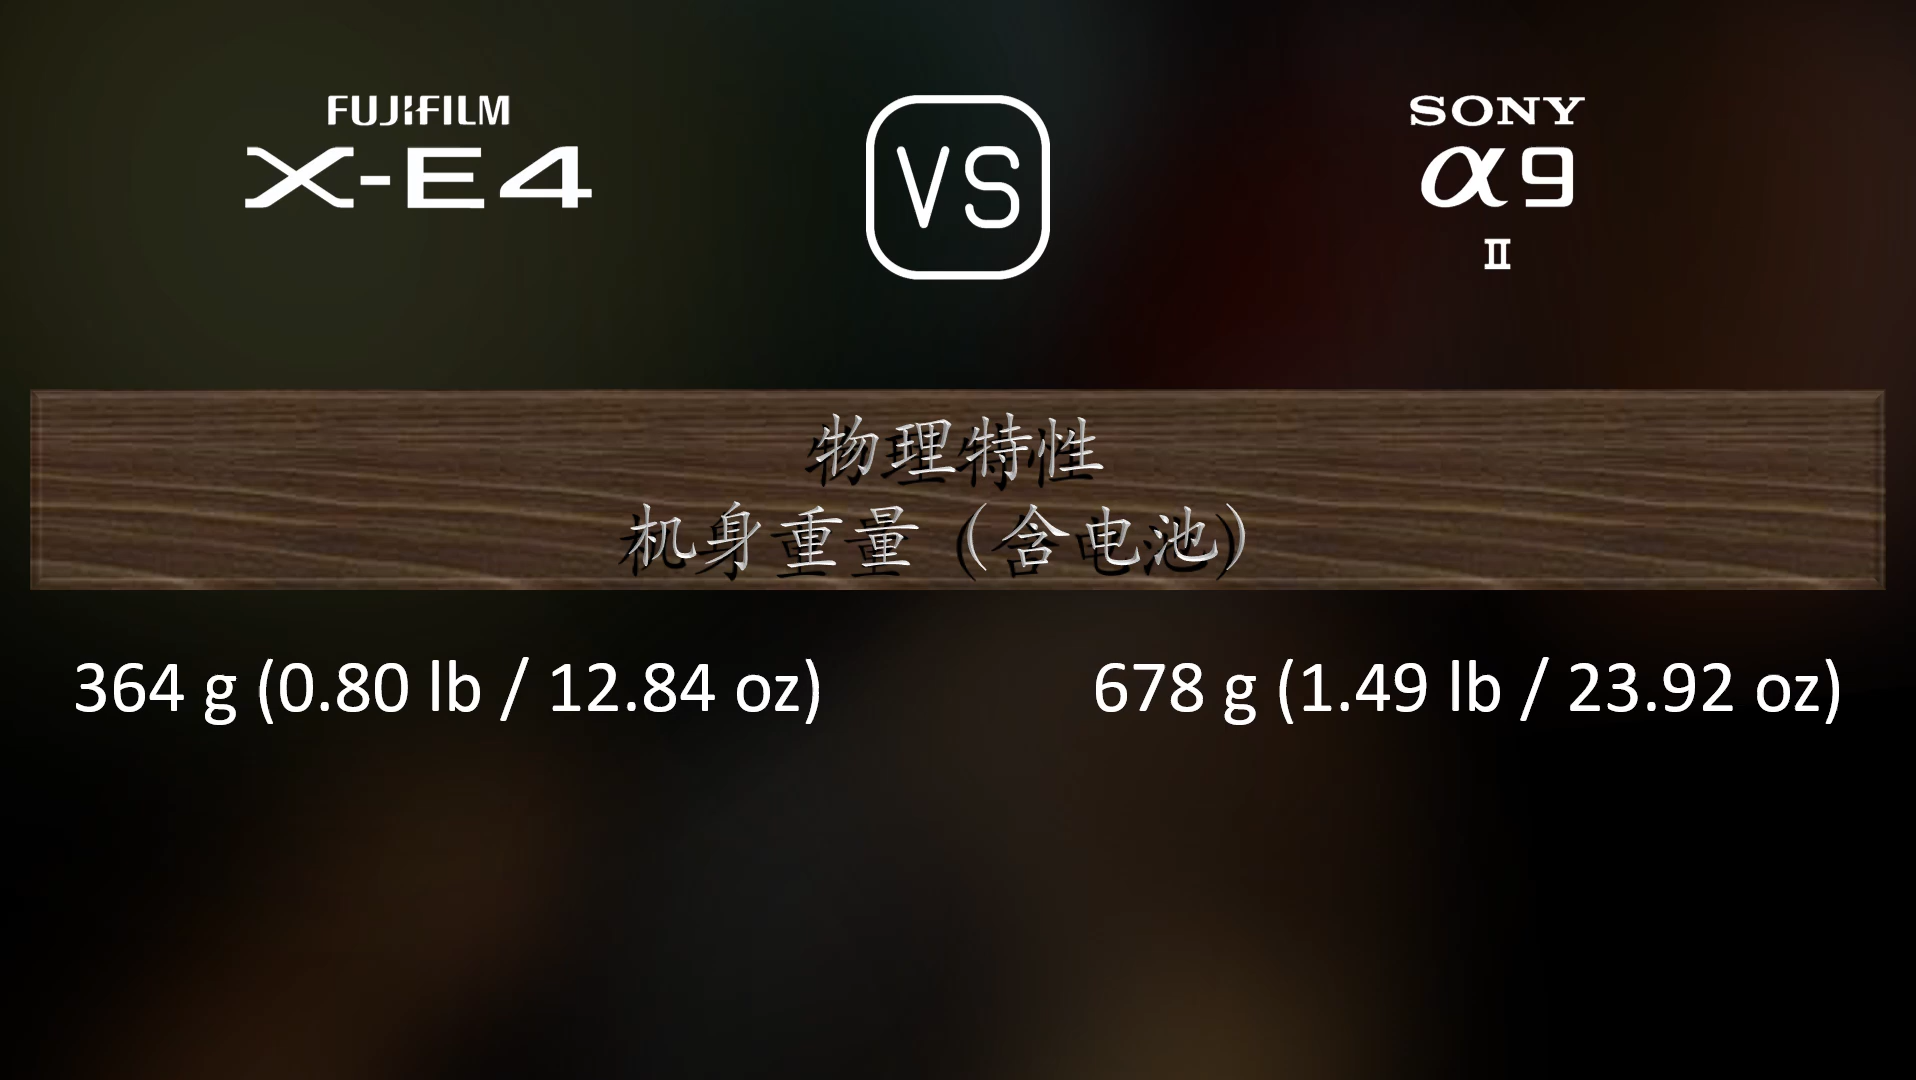 FUJIFILM
X-E4
VS
SONY
α9
II
物理特性
机身重量（含电池）
364 g (0.80 lb / 12.84 oz)
678 g (1.49 lb / 23.92 oz)